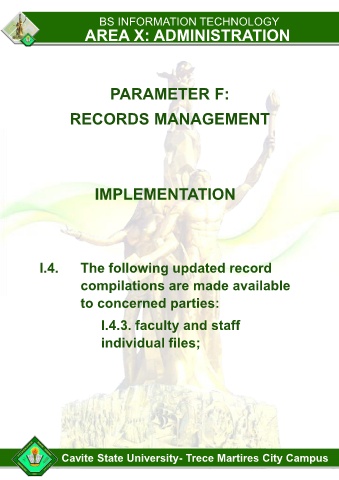 BS INFORMATION TECHNOLOGY
AREA X: ADMINISTRATION
PARAMETER F:
RECORDS MANAGEMENT
IMPLEMENTATION
I.4. The following updated record
compilations are made available
to concerned parties:
I.4.3. faculty and staff
individual files;
Cavite State University- Trece Martires City Campus